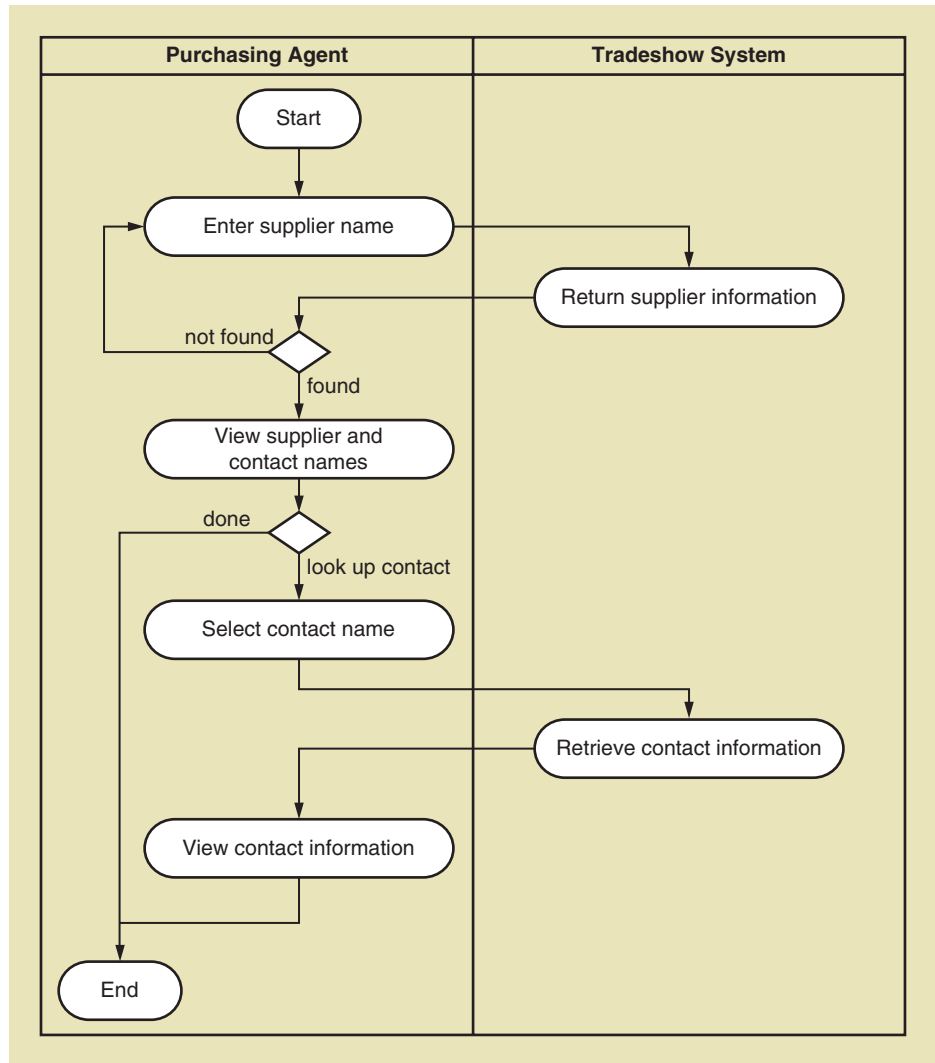 Purchasing Agent
Tradeshow System
Start
Enter supplier name
Return supplier information
not found
found
View supplier and
contact names
done
look up contact
Select contact name
Retrieve contact information
View contact information
End